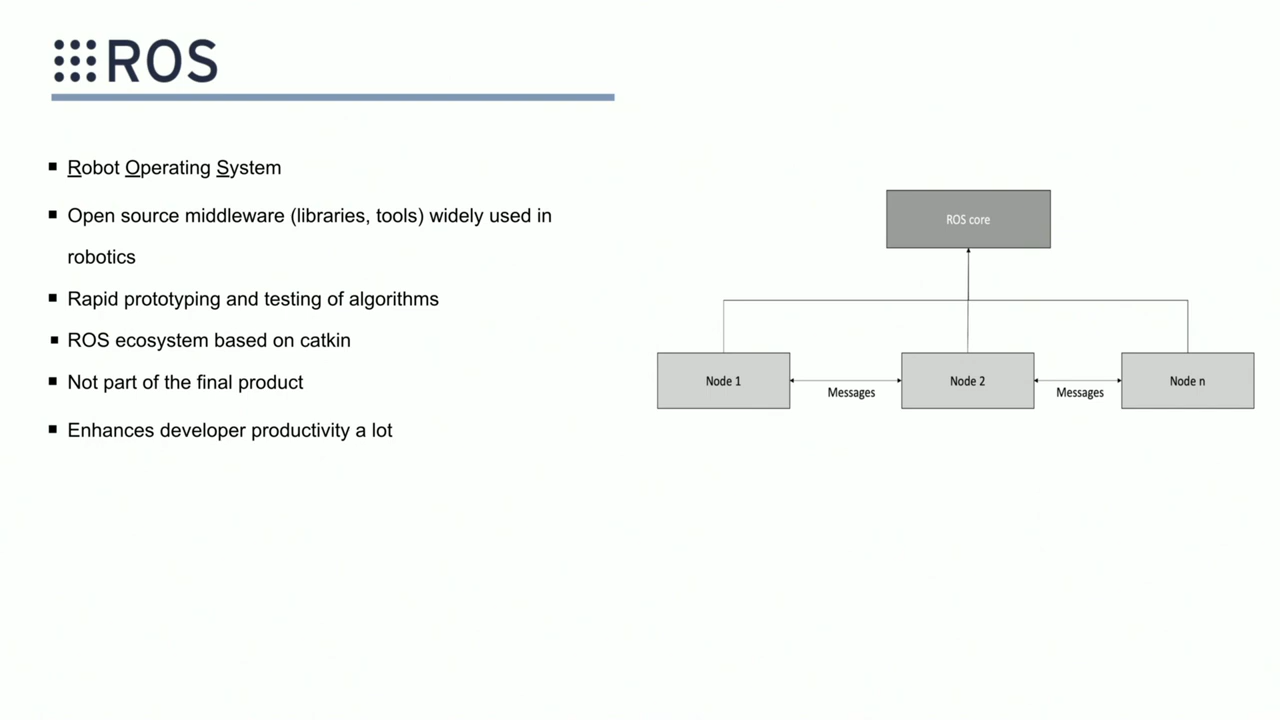 ROS
Robot Operating System
Open source middleware (libraries, tools) widely used in
robotics
Rapid prototyping and testing of algorithms
ROS ecosystem based on catkin
Not part of the final product
Enhances developer productivity a lot
ROS core
Node 1
Messages
Node 2
Messages
Node n